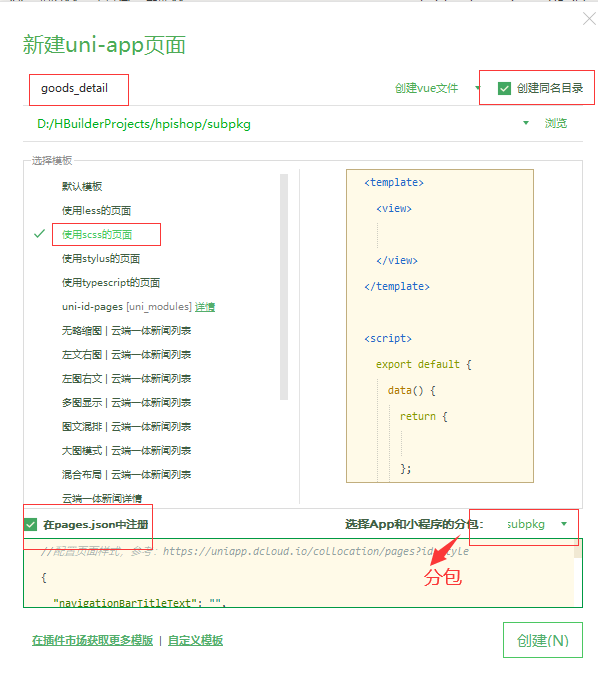 新建uni-app页面
goods_detail 创建vue文件 创建同名目录
D:/HBuilderProjects/hpishop/subpkg 浏览
选择模板
默认模板
使用less的页面
使用scss的页面
使用stylus的页面
使用typescript的页面
uni-id-pages [uni_modules] 详情
无略缩图 | 云端一体新闻列表
左文右图 | 云端一体新闻列表
左图右文 | 云端一体新闻列表
多图显示 | 云端一体新闻列表
图文混排 | 云端一体新闻列表
大图模式 | 云端一体新闻列表
混合布局 | 云端一体新闻列表
云端一体新闻详情
<template>
<view>
</view>
</template>
<script>
export default {
data() {
return {
};
在pages.json中注册 选择App和小程序的分包: subpkg
//配置页面样式，参考：https://uniapp.dcloud.io/collocation/pages?id=style
{
"navigationBarTitleText": "",
分包
在插件市场获取更多模版 | 自定义模板
创建(N)